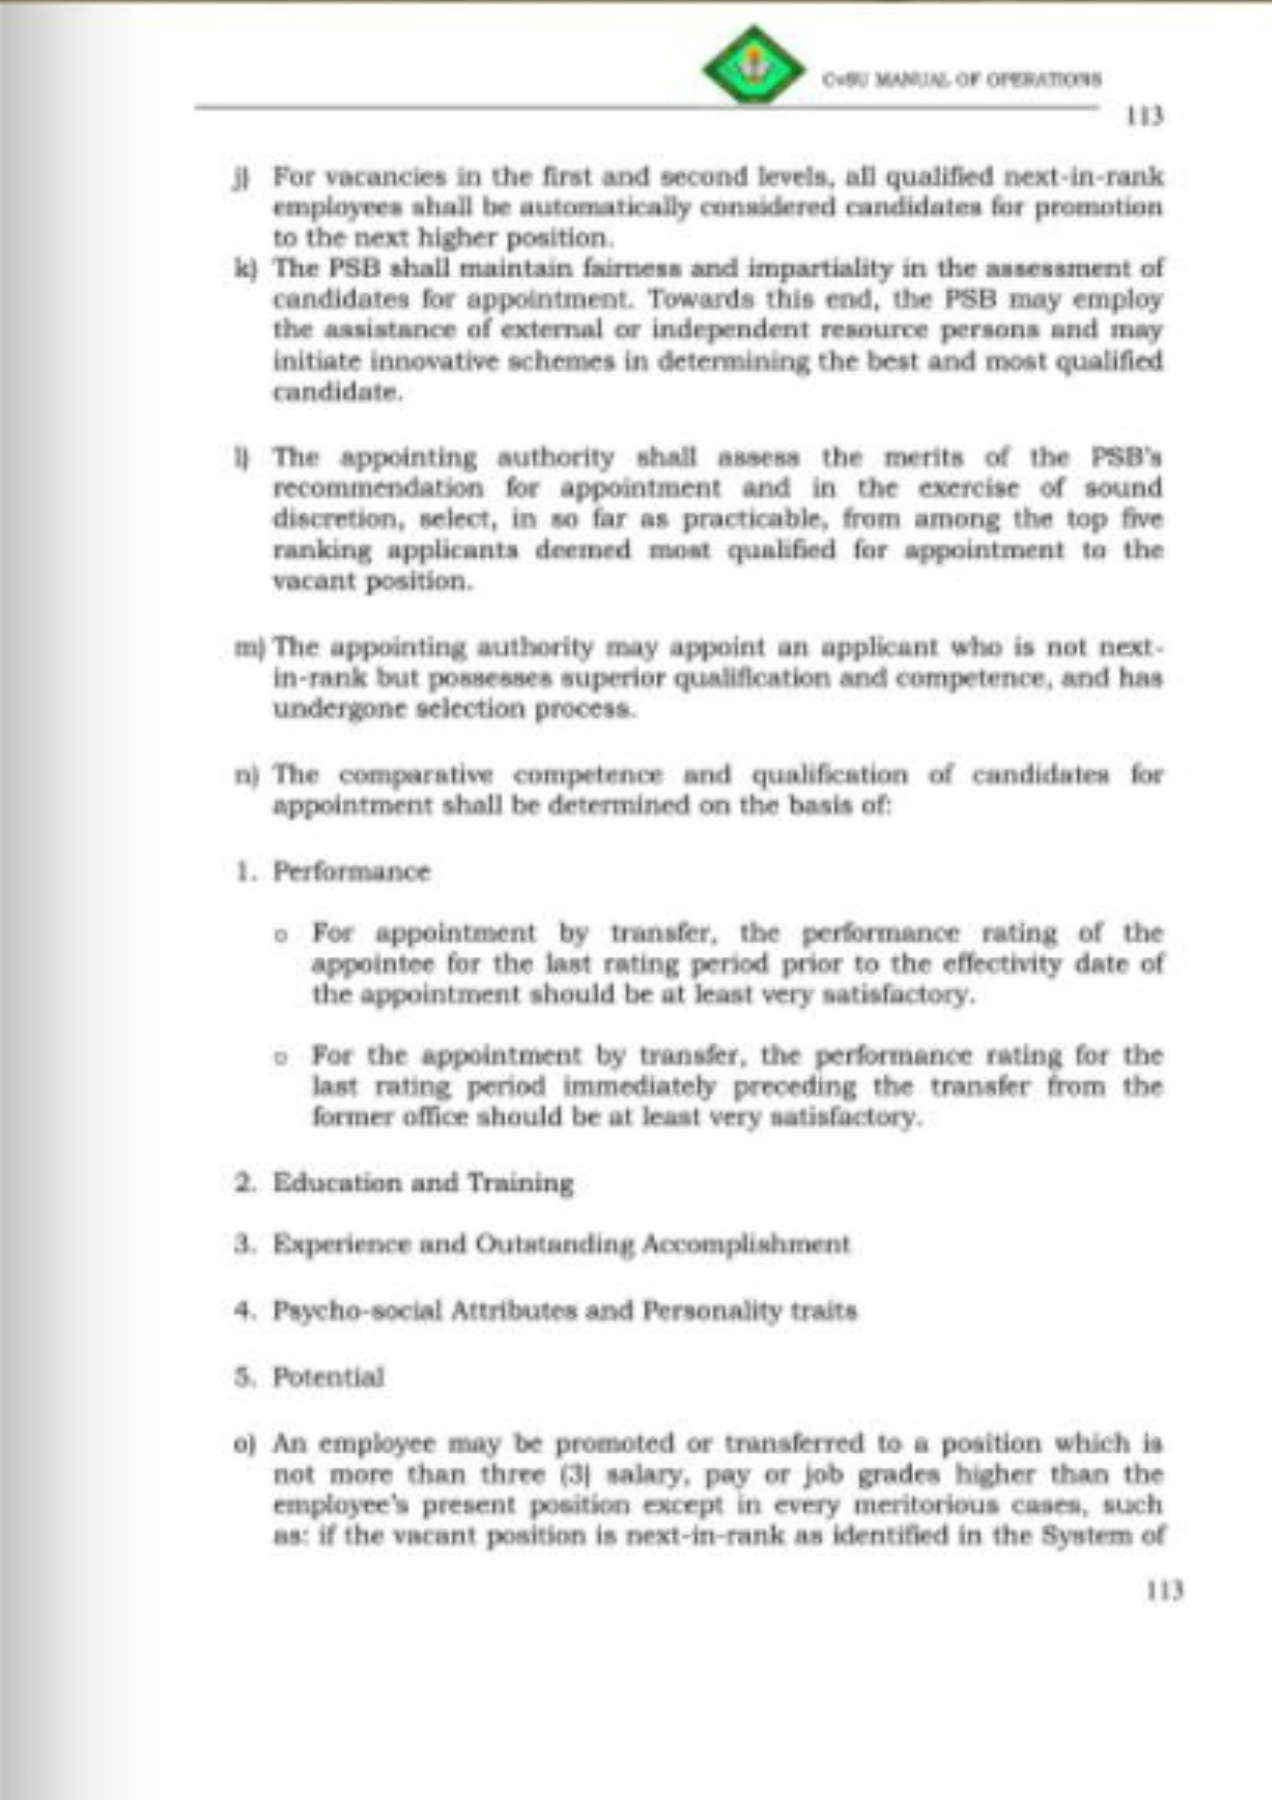 CvSU MANUAL OF OPERATIONS
113
j) For vacancies in the first and second levels, all qualified next-in-rank
employees shall be automatically considered candidates for promotion
to the next higher position.
k) The PSB shall maintain fairness and impartiality in the assessment of
candidates for appointment. Towards this end, the PSB may employ
the assistance of external or independent resource persons and may
initiate innovative schemes in determining the best and most qualified
candidate.
l) The appointing authority shall assess the merits of the PSB's
recommendation for appointment and in the exercise of sound
discretion, select, in so far as practicable, from among the top five
ranking applicants deemed most qualified for appointment to the
vacant position.
m) The appointing authority may appoint an applicant who is not next-
in-rank but possesses superior qualification and competence, and has
undergone selection process.
n) The comparative competence and qualification of candidates for
appointment shall be determined on the basis of:
1. Performance
o For appointment by transfer, the performance rating of the
appointee for the last rating period prior to the effectivity date of
the appointment should be at least very satisfactory.
o For the appointment by transfer, the performance rating for the
last rating period immediately preceding the transfer from the
former office should be at least very satisfactory.
2. Education and Training
3. Experience and Outstanding Accomplishment
4. Psycho-social Attributes and Personality traits
5. Potential
o) An employee may be promoted or transferred to a position which is
not more than three (3) salary, pay or job grades higher than the
employee's present position except in every meritorious cases, such
as: if the vacant position is next-in-rank as identified in the System of
113